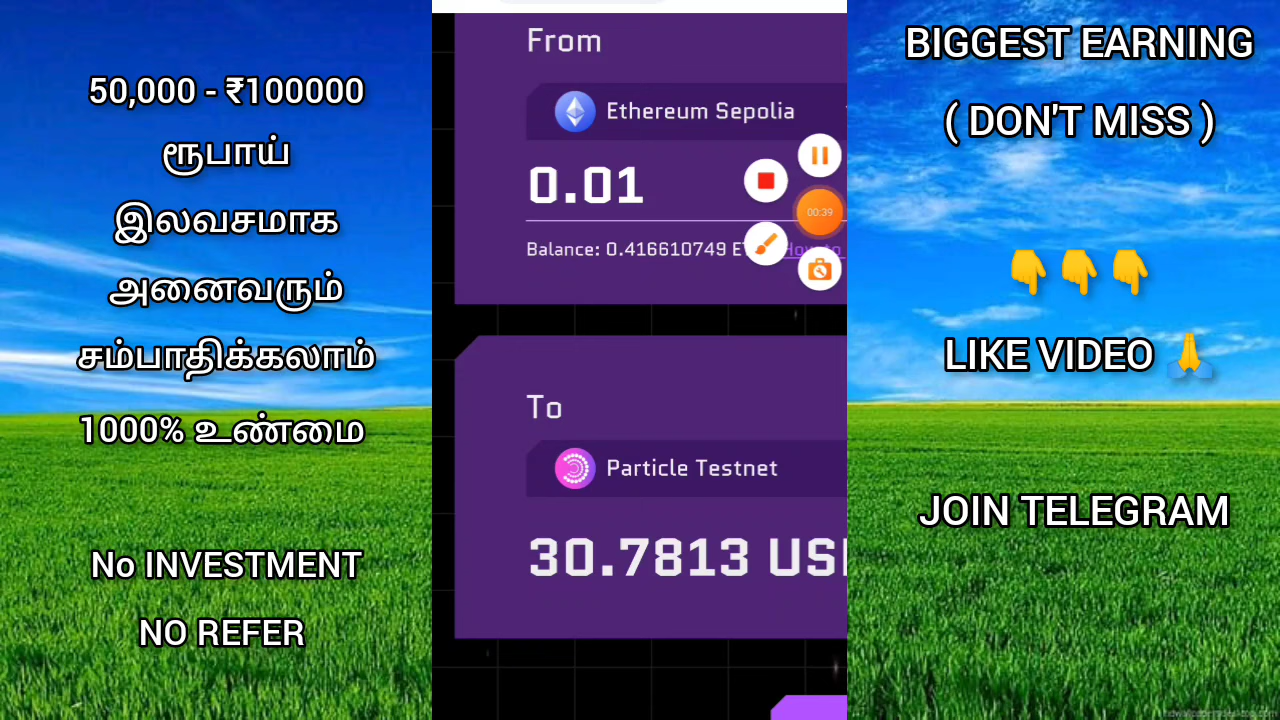 50,000 - ₹100000
ரூபாய்
இலவசமாக
அனைவரும்
சம்பாதிக்கலாம்
1000% உண்மை
No INVESTMENT
NO REFER
From
Ethereum Sepolia
0.01
00:39
Balance: 0.416610749
To
Particle Testnet
30.7813
BIGGEST EARNING
( DON'T MISS )
👇👇👇
LIKE VIDEO 🙏
JOIN TELEGRAM